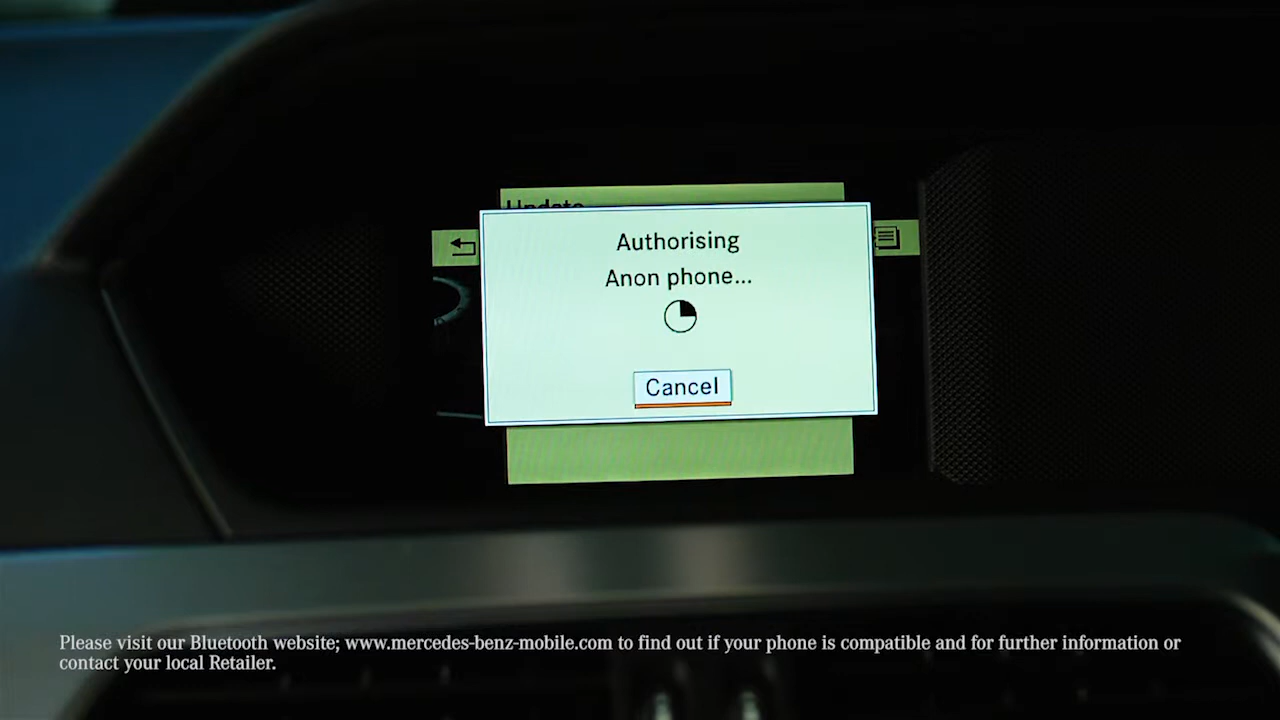 Update
Authorising
Anon phone...
Cancel
Please visit our Bluetooth website; www.mercedes-benz-mobile.com to find out if your phone is compatible and for further information or
contact your local Retailer.